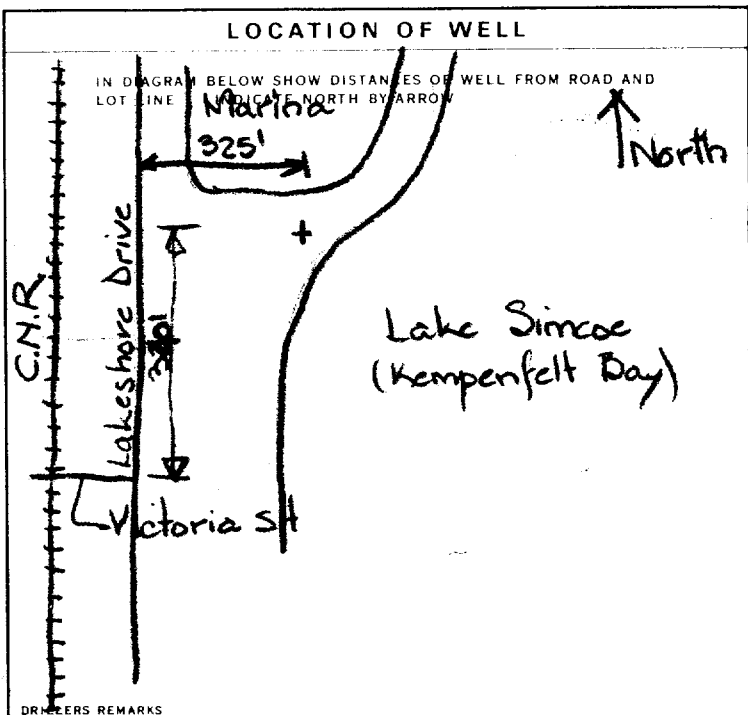 LOCATION OF WELL
IN DIAGRAM BELOW SHOW DISTANCES OF WELL FROM ROAD AND
LOT LINE INDICATE NORTH BY ARROW
Marina
325'
North
C.N.R.
Lakeshore Drive
Lake Simcoe
(Kempenfelt Bay)
Victoria St
DRILLERS REMARKS